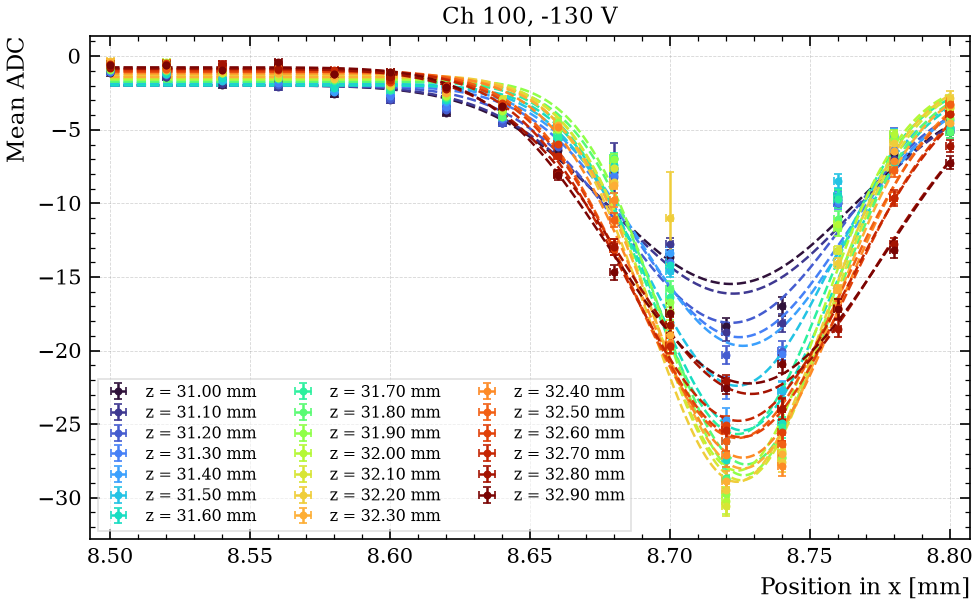 Ch 100, -130 V
Mean ADC
0
−5
−10
−15
−20
−25
−30
z = 31.00 mm
z = 31.10 mm
z = 31.20 mm
z = 31.30 mm
z = 31.40 mm
z = 31.50 mm
z = 31.60 mm
z = 31.70 mm
z = 31.80 mm
z = 31.90 mm
z = 32.00 mm
z = 32.10 mm
z = 32.20 mm
z = 32.30 mm
z = 32.40 mm
z = 32.50 mm
z = 32.60 mm
z = 32.70 mm
z = 32.80 mm
z = 32.90 mm
8.50 8.55 8.60 8.65 8.70 8.75 8.80
Position in x [mm]